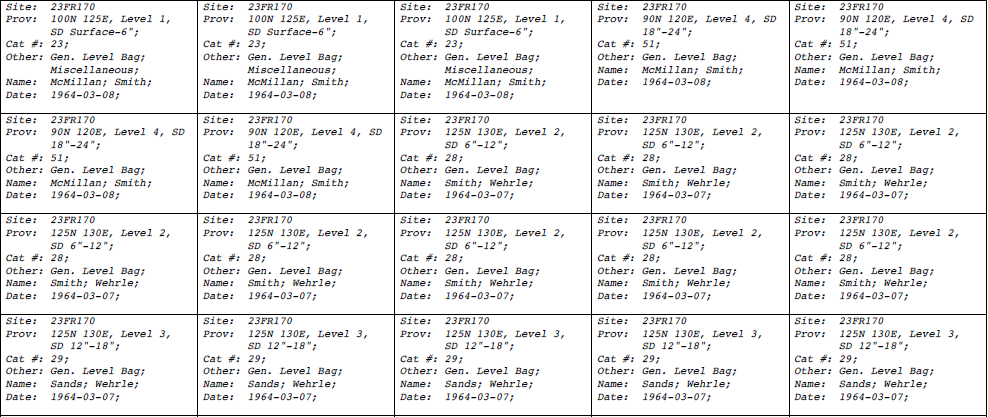 Site: 23FR170
Prov: 100N 125E, Level 1,
SD Surface-6";
Cat #: 23;
Other: Gen. Level Bag;
Miscellaneous;
Name: McMillan; Smith;
Date: 1964-03-08;
Site: 23FR170
Prov: 100N 125E, Level 1,
SD Surface-6";
Cat #: 23;
Other: Gen. Level Bag;
Miscellaneous;
Name: McMillan; Smith;
Date: 1964-03-08;
Site: 23FR170
Prov: 100N 125E, Level 1,
SD Surface-6";
Cat #: 23;
Other: Gen. Level Bag;
Miscellaneous;
Name: McMillan; Smith;
Date: 1964-03-08;
Site: 23FR170
Prov: 90N 120E, Level 4, SD
18"-24";
Cat #: 51;
Other: Gen. Level Bag;
Name: McMillan; Smith;
Date: 1964-03-08;
Site: 23FR170
Prov: 90N 120E, Level 4, SD
18"-24";
Cat #: 51;
Other: Gen. Level Bag;
Name: McMillan; Smith;
Date: 1964-03-08;
Site: 23FR170
Prov: 90N 120E, Level 4, SD
18"-24";
Cat #: 51;
Other: Gen. Level Bag;
Name: McMillan; Smith;
Date: 1964-03-08;
Site: 23FR170
Prov: 90N 120E, Level 4, SD
18"-24";
Cat #: 51;
Other: Gen. Level Bag;
Name: McMillan; Smith;
Date: 1964-03-08;
Site: 23FR170
Prov: 125N 130E, Level 2,
SD 6"-12";
Cat #: 28;
Other: Gen. Level Bag;
Name: Smith; Wehrle;
Date: 1964-03-07;
Site: 23FR170
Prov: 125N 130E, Level 2,
SD 6"-12";
Cat #: 28;
Other: Gen. Level Bag;
Name: Smith; Wehrle;
Date: 1964-03-07;
Site: 23FR170
Prov: 125N 130E, Level 2,
SD 6"-12";
Cat #: 28;
Other: Gen. Level Bag;
Name: Smith; Wehrle;
Date: 1964-03-07;
Site: 23FR170
Prov: 125N 130E, Level 2,
SD 6"-12";
Cat #: 28;
Other: Gen. Level Bag;
Name: Smith; Wehrle;
Date: 1964-03-07;
Site: 23FR170
Prov: 125N 130E, Level 2,
SD 6"-12";
Cat #: 28;
Other: Gen. Level Bag;
Name: Smith; Wehrle;
Date: 1964-03-07;
Site: 23FR170
Prov: 125N 130E, Level 2,
SD 6"-12";
Cat #: 28;
Other: Gen. Level Bag;
Name: Smith; Wehrle;
Date: 1964-03-07;
Site: 23FR170
Prov: 125N 130E, Level 2,
SD 6"-12";
Cat #: 28;
Other: Gen. Level Bag;
Name: Smith; Wehrle;
Date: 1964-03-07;
Site: 23FR170
Prov: 125N 130E, Level 2,
SD 6"-12";
Cat #: 28;
Other: Gen. Level Bag;
Name: Smith; Wehrle;
Date: 1964-03-07;
Site: 23FR170
Prov: 125N 130E, Level 3,
SD 12"-18";
Cat #: 29;
Other: Gen. Level Bag;
Name: Sands; Wehrle;
Date: 1964-03-07;
Site: 23FR170
Prov: 125N 130E, Level 3,
SD 12"-18";
Cat #: 29;
Other: Gen. Level Bag;
Name: Sands; Wehrle;
Date: 1964-03-07;
Site: 23FR170
Prov: 125N 130E, Level 3,
SD 12"-18";
Cat #: 29;
Other: Gen. Level Bag;
Name: Sands; Wehrle;
Date: 1964-03-07;
Site: 23FR170
Prov: 125N 130E, Level 3,
SD 12"-18";
Cat #: 29;
Other: Gen. Level Bag;
Name: Sands; Wehrle;
Date: 1964-03-07;
Site: 23FR170
Prov: 125N 130E, Level 3,
SD 12"-18";
Cat #: 29;
Other: Gen. Level Bag;
Name: Sands; Wehrle;
Date: 1964-03-07;